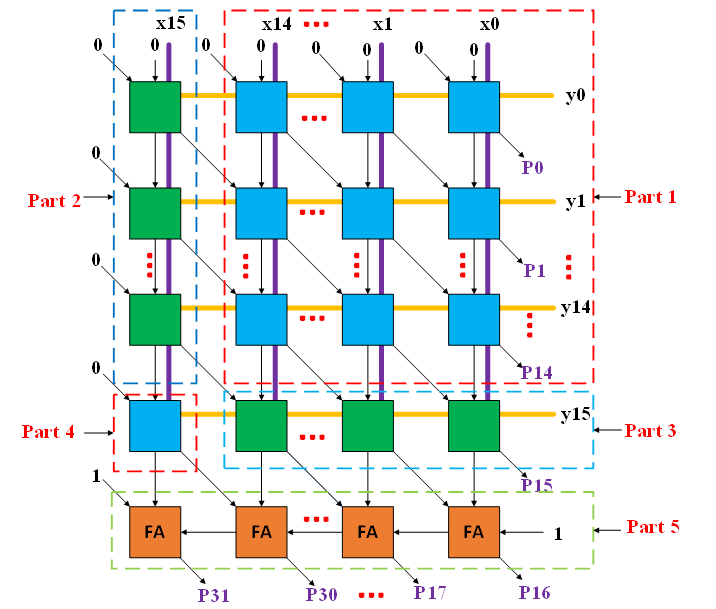 x15 x14 x1 x0
0 0 0 0 0 0 0 0
y0
P0
0
Part 2 y1 Part 1
P1
0
y14
P14
0
y15
Part 4 Part 3
P15
1
FA FA FA FA 1 Part 5
P31 P30 P17 P16